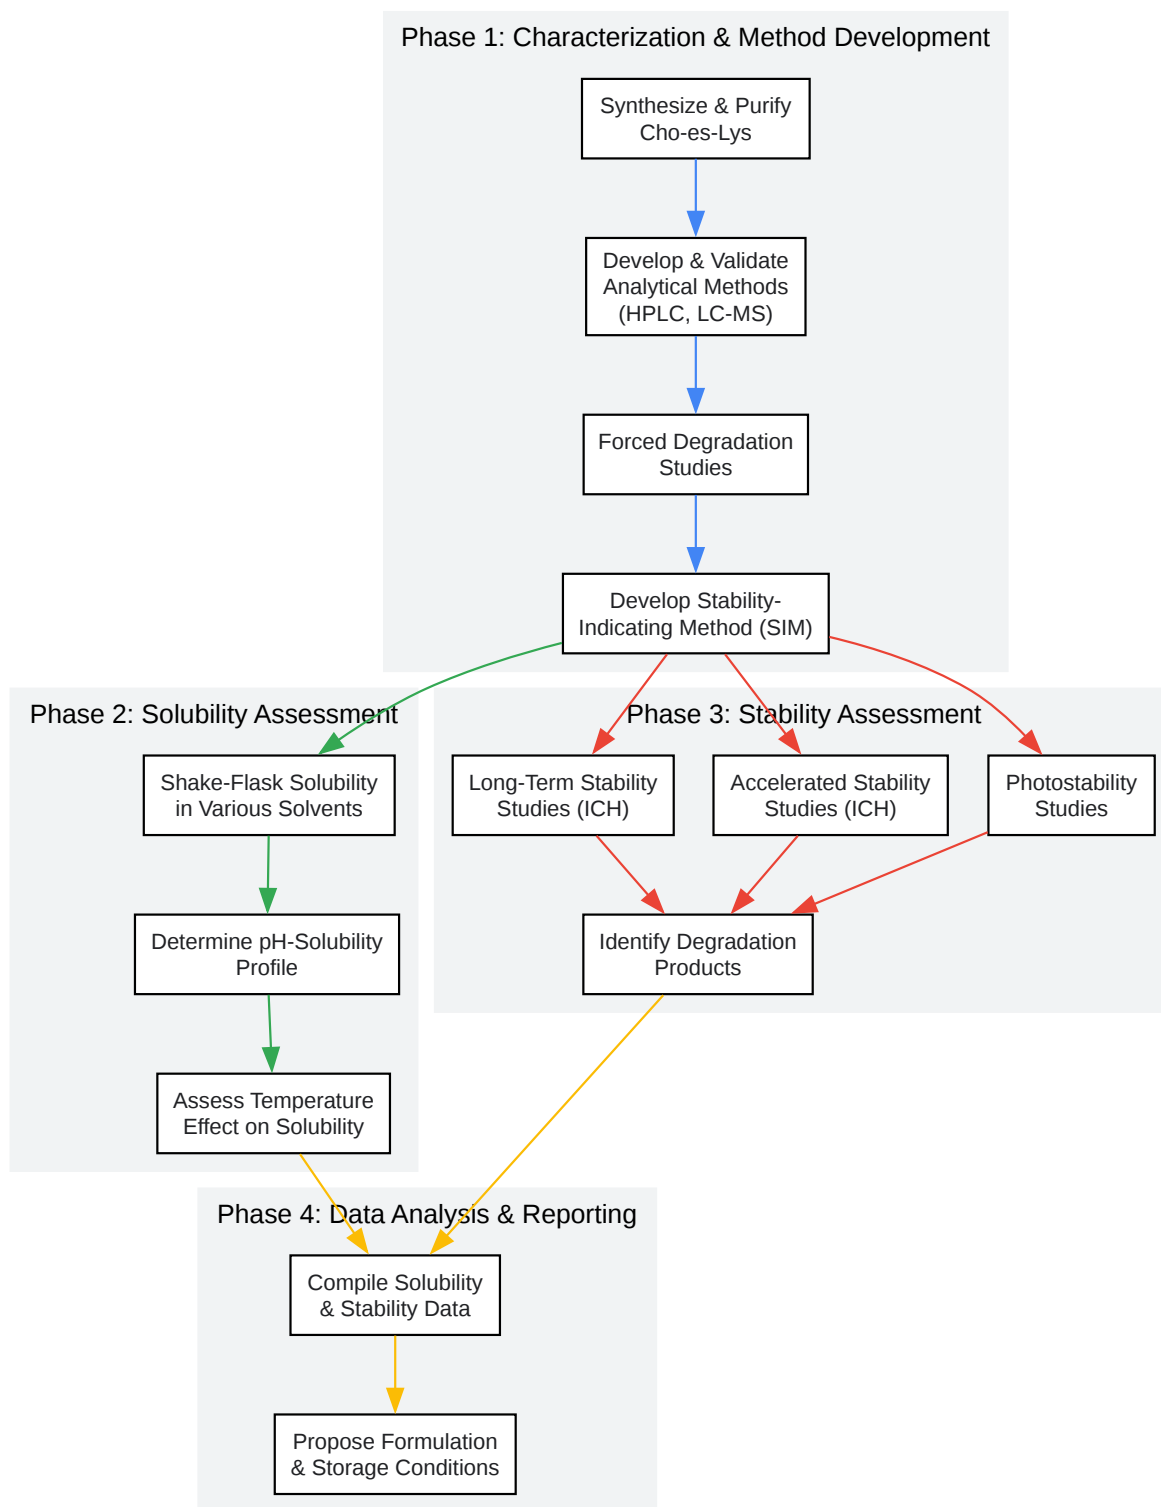 Phase 1: Characterization & Method Development
Synthesize & Purify
Cho-es-Lys
Develop & Validate
Analytical Methods
(HPLC, LC-MS)
Forced Degradation
Studies
Develop Stability-
Indicating Method (SIM)
Phase 2: Solubility Assessment
Shake-Flask Solubility
in Various Solvents
Determine pH-Solubility
Profile
Assess Temperature
Effect on Solubility
Phase 3: Stability Assessment
Long-Term Stability
Studies (ICH)
Accelerated Stability
Studies (ICH)
Photostability
Studies
Identify Degradation
Products
Phase 4: Data Analysis & Reporting
Compile Solubility
& Stability Data
Propose Formulation
& Storage Conditions